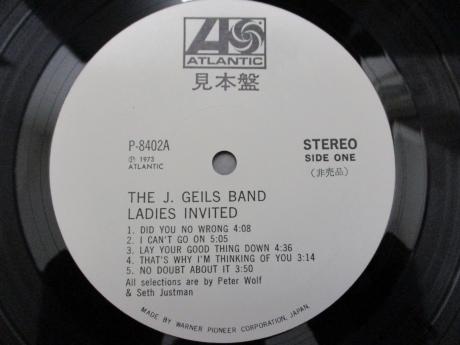 ATLANTIC
見本盤
P-8402A
℗ 1973
ATLANTIC
STEREO
SIDE ONE
(非売品)
THE J. GEILS BAND
LADIES INVITED
1. DID YOU NO WRONG 4:08
2. I CAN'T GO ON 5:05
3. LAY YOUR GOOD THING DOWN 4:36
4. THAT'S WHY I'M THINKING OF YOU 3:14
5. NO DOUBT ABOUT IT 3:50
All selections are by Peter Wolf
& Seth Justman
MADE BY WARNER PIONEER CORPORATION, JAPAN.